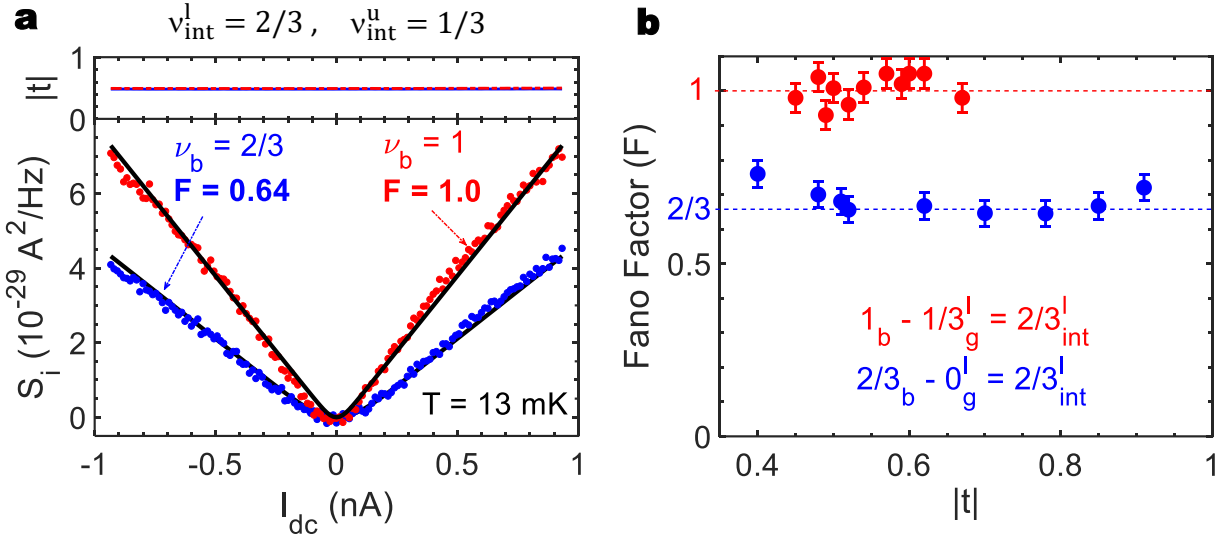 a
ν^l_int = 2/3 , ν^u_int = 1/3
1
|t|
0
ν_b = 2/3
F = 0.64
ν_b = 1
F = 1.0
6
4
2
0
S_i (10^-29 A^2/Hz)
T = 13 mK
-1 -0.5 0 0.5 1
I_dc (nA)
b
1
2/3
0.5
0
Fano Factor (F)
1_b - 1/3^l_g = 2/3^l_int
2/3_b - 0^l_g = 2/3^l_int
0.4 0.6 0.8 1
|t|